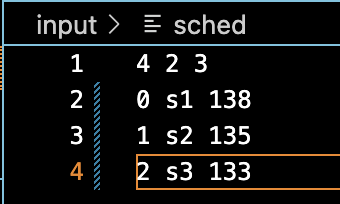 input > sched
1 4 2 3
2 0 s1 138
3 1 s2 135
4 2 s3 133